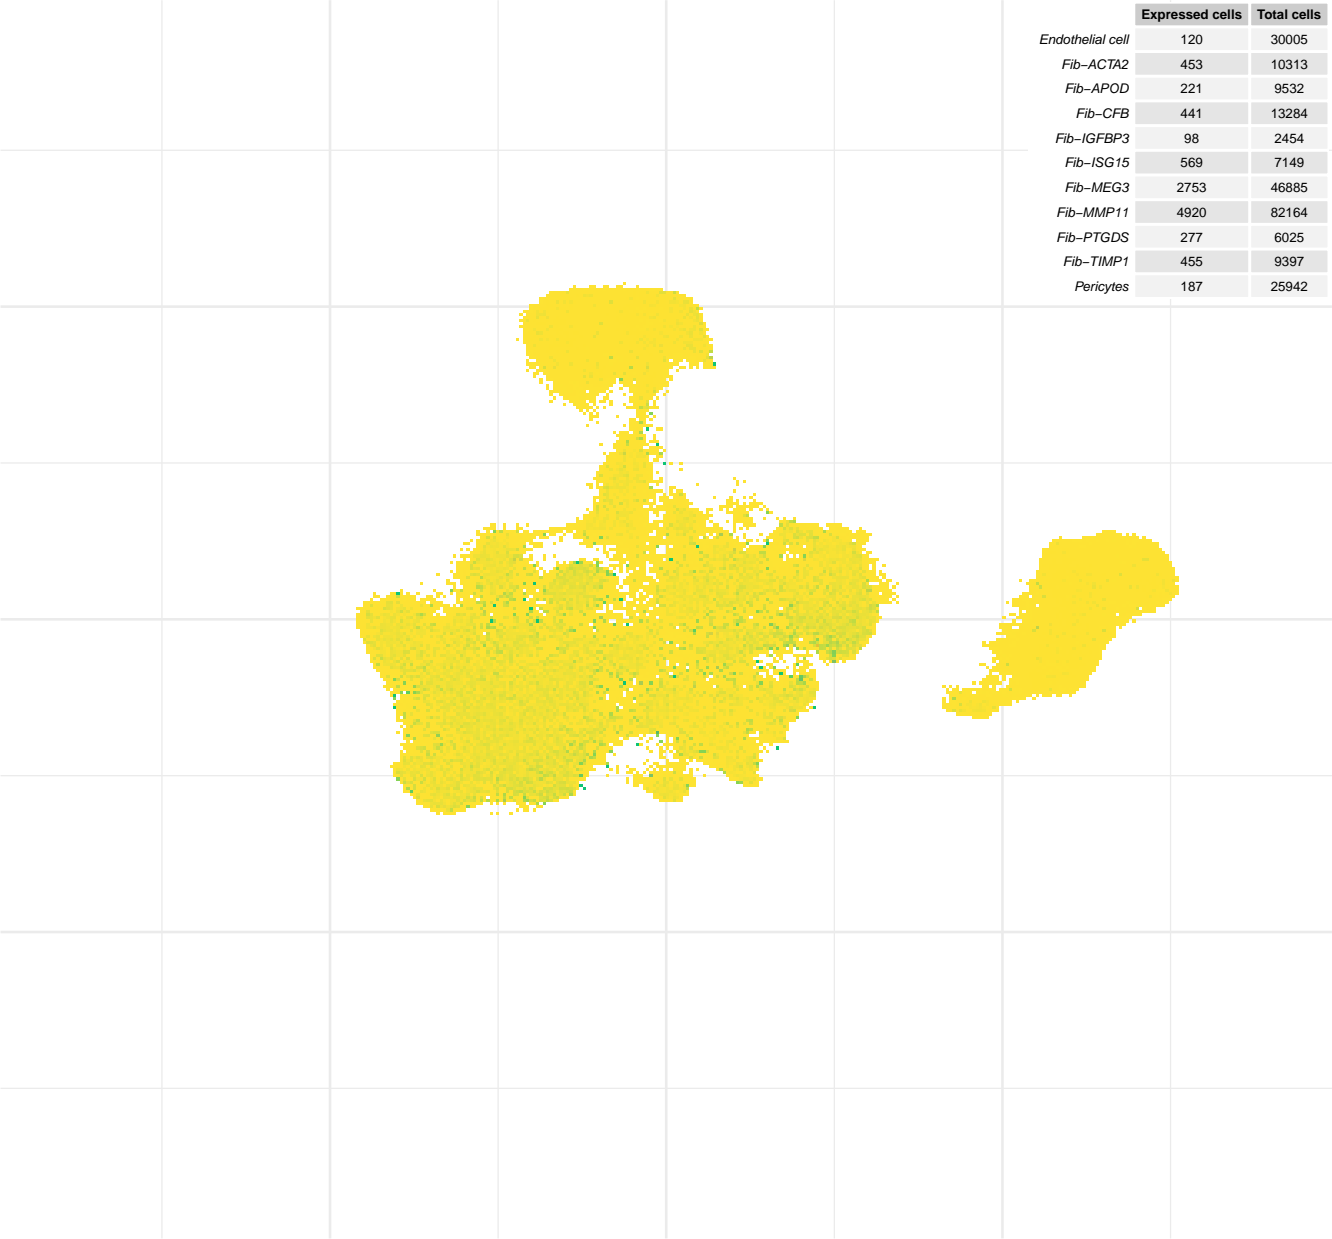 Expressed cells Total cells
Endothelial cell 120 30005
Fib−ACTA2 453 10313
Fib−APOD 221 9532
Fib−CFB 441 13284
Fib−IGFBP3 98 2454
Fib−ISG15 569 7149
Fib−MEG3 2753 46885
Fib−MMP11 4920 82164
Fib−PTGDS 277 6025
Fib−TIMP1 455 9397
Pericytes 187 25942